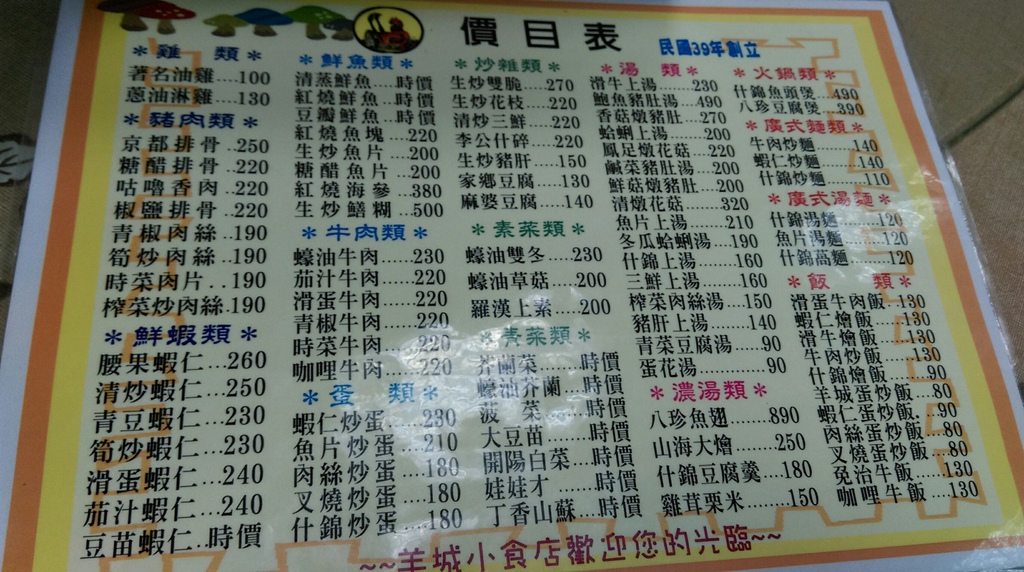 價目表
民國39年創立
＊雞 類＊
著名油雞....100
蔥油淋雞....130
＊豬肉類＊
京都排骨..250
糖醋排骨..220
咕嚕香肉..220
椒鹽排骨..220
青椒肉絲..190
筍炒肉絲..190
時菜肉片..190
榨菜炒肉絲.190
＊鮮蝦類＊
腰果蝦仁...260
清炒蝦仁...250
青豆蝦仁...230
筍炒蝦仁...230
滑蛋蝦仁...240
茄汁蝦仁...240
豆苗蝦仁..時價
＊鮮魚類＊
清蒸鮮魚....時價
紅燒鮮魚..時價
豆瓣鮮魚..時價
紅燒魚塊....220
生炒魚片...200
糖醋魚片...200
紅燒海參...380
生炒鱔糊...500
＊牛肉類＊
蠔油牛肉....230
茄汁牛肉.....220
滑蛋牛肉.....220
青椒牛肉.....220
時菜牛肉....220
咖哩牛肉....220
＊蛋 類＊
蝦仁炒蛋....230
魚片炒蛋....210
肉絲炒蛋....180
叉燒炒蛋....180
什錦炒蛋....180
＊炒雜類＊
生炒雙脆....270
生炒花枝....220
清炒三鮮....220
李公什碎....220
生炒豬肝....150
家鄉豆腐....130
麻婆豆腐....140
＊素菜類＊
蠔油雙冬....230
蠔油草菇....200
羅漢上素....200
＊青菜類＊
芥蘭菜.....時價
蠔油芥蘭...時價
菠 菜.....時價
大豆苗.......時價
開陽白菜....時價
娃娃才.......時價
丁香山蘇....時價
＊湯 類＊
滑牛上湯........230
鮑魚豬肚湯...490
香菇燉豬肚...270
蛤蜊上湯.......200
鳳足燉花菇....220
鹹菜豬肚湯....200
鮮菇燉豬肚...200
清燉花菇.......320
魚片上湯.......210
冬瓜蛤蜊湯...190
什錦上湯.......160
三鮮上湯........160
榨菜肉絲湯....150
豬肝上湯........140
青菜豆腐湯.....90
蛋花湯..........90
＊濃湯類＊
八珍魚翅.......890
山海大燴.......250
什錦豆腐羹...180
雞茸粟米........150
＊火鍋類＊
什錦魚頭煲..490
八珍豆腐煲..390
＊廣式麵類＊
牛肉炒麵........140
蝦仁炒麵........140
什錦炒麵........110
＊廣式湯麵＊
什錦湯麵.......120
魚片湯麵.......120
什錦窩麵.......120
＊飯 類＊
滑蛋牛肉飯..130
蝦仁燴飯......130
滑牛燴飯......130
牛肉炒飯......130
什錦燴飯......90
羊城蛋炒飯...80
蝦仁蛋炒飯..90
肉絲蛋炒飯...80
叉燒蛋炒飯...80
免治牛飯.....130
咖哩牛飯...130
~~羊城小食店歡迎您的光臨~~